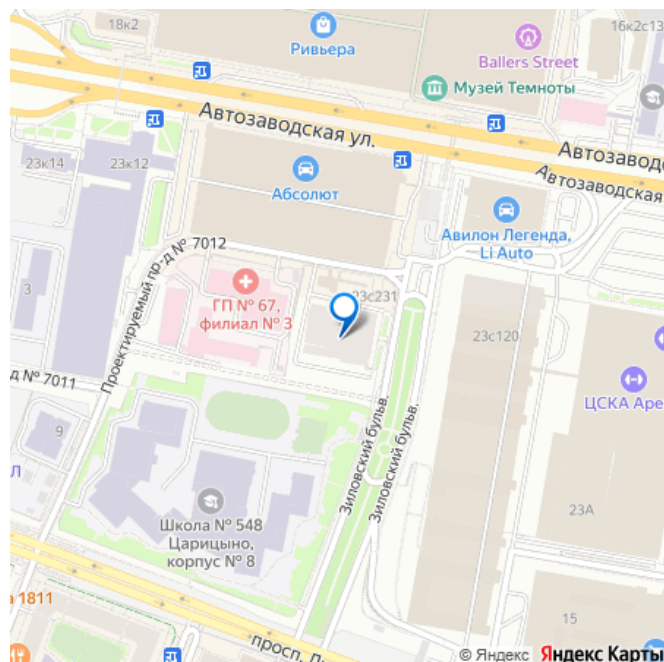 18к2
Ривьера
16к2с13
Ballers Street
Музей Темноты
Автозаводская ул.
Автозаводс
Автозаводская
23к14
23к12
Абсолют
Авилон Легенда,
Li Auto
Проектируемый пр-д № 7012
3
ГП № 67,
филиал № 3
23с231
23с120
д № 7011
ЦСКА Аре
9
Зиловский бульв.
Зиловский бульв.
Л
Школа № 548
Царицыно,
корпус № 8
23А
а 1811
15
просп. Л
© Яндекс Яндекс Карты